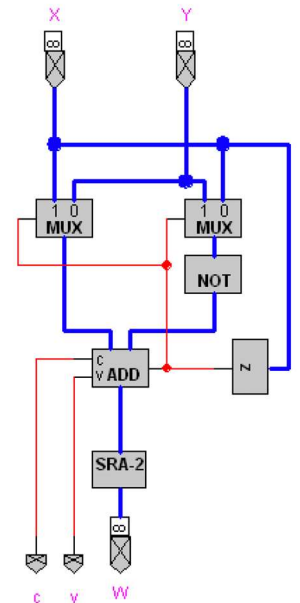 X Y
8 8
1 0 1 0
MUX MUX
NOT
C
V ADD
Z
SRA-2
8
c v W